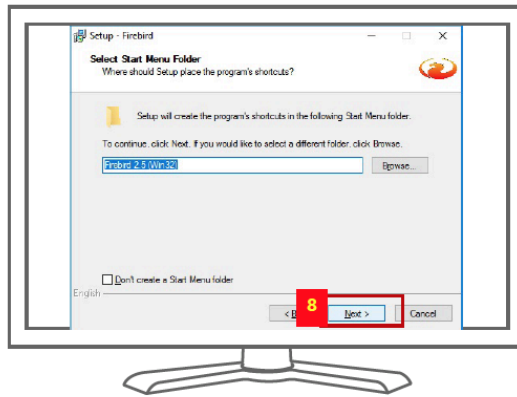 Setup - Firebird
Select Start Menu Folder
Where should Setup place the program's shortcuts?
Setup will create the program's shortcuts in the following Start Menu folder.
To continue, click Next. If you would like to select a different folder, click Browse.
Firebird 2.5 (Win32)
Browse...
Don't create a Start Menu folder
English
8
< B
Next >
Cancel